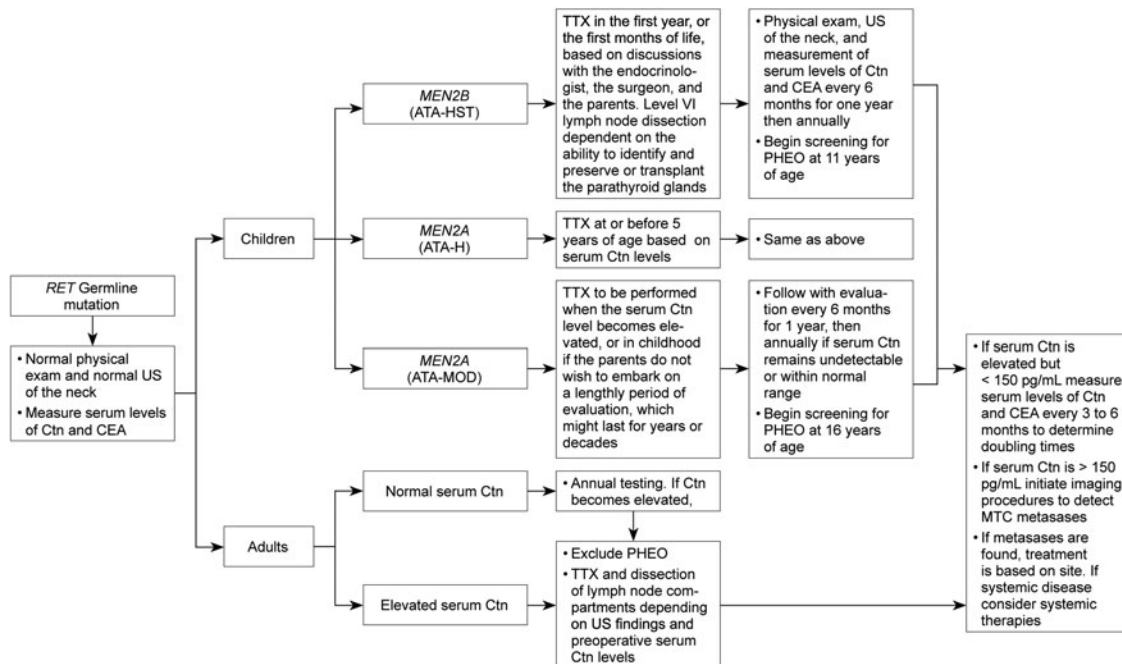 RET Germline
mutation
• Normal physical
exam and normal US
of the neck
• Measure serum levels
of Ctn and CEA
Children
MEN2B
(ATA-HST)
TTX in the first year, or
the first months of life,
based on discussions
with the endocrinolo-
gist, the surgeon, and
the parents. Level VI
lymph node dissection
dependent on the
ability to identify and
preserve or transplant
the parathyroid glands
• Physical exam, US
of the neck, and
measurement of
serum levels of Ctn
and CEA every 6
months for one year
then annually
• Begin screening for
PHEO at 11 years
of age
MEN2A
(ATA-H)
TTX at or before 5
years of age based on
serum Ctn levels
• Same as above
MEN2A
(ATA-MOD)
TTX to be performed
when the serum Ctn
level becomes ele-
vated, or in childhood
if the parents do not
wish to embark on
a lengthly period of
evaluation, which
might last for years or
decades
• Follow with evalua-
tion every 6 months
for 1 year, then
annually if serum Ctn
remains undetectable
or within normal
range
• Begin screening for
PHEO at 16 years
of age
Adults
Normal serum Ctn
• Annual testing. If Ctn
becomes elevated,
Elevated serum Ctn
• Exclude PHEO
• TTX and dissection
of lymph node com-
partments depending
on US findings and
preoperative serum
Ctn levels
• If serum Ctn is
elevated but
< 150 pg/mL measure
serum levels of Ctn
and CEA every 3 to 6
months to determine
doubling times
• If serum Ctn is > 150
pg/mL initiate imaging
procedures to detect
MTC metasases
• If metasases are
found, treatment
is based on site. If
systemic disease
consider systemic
therapies